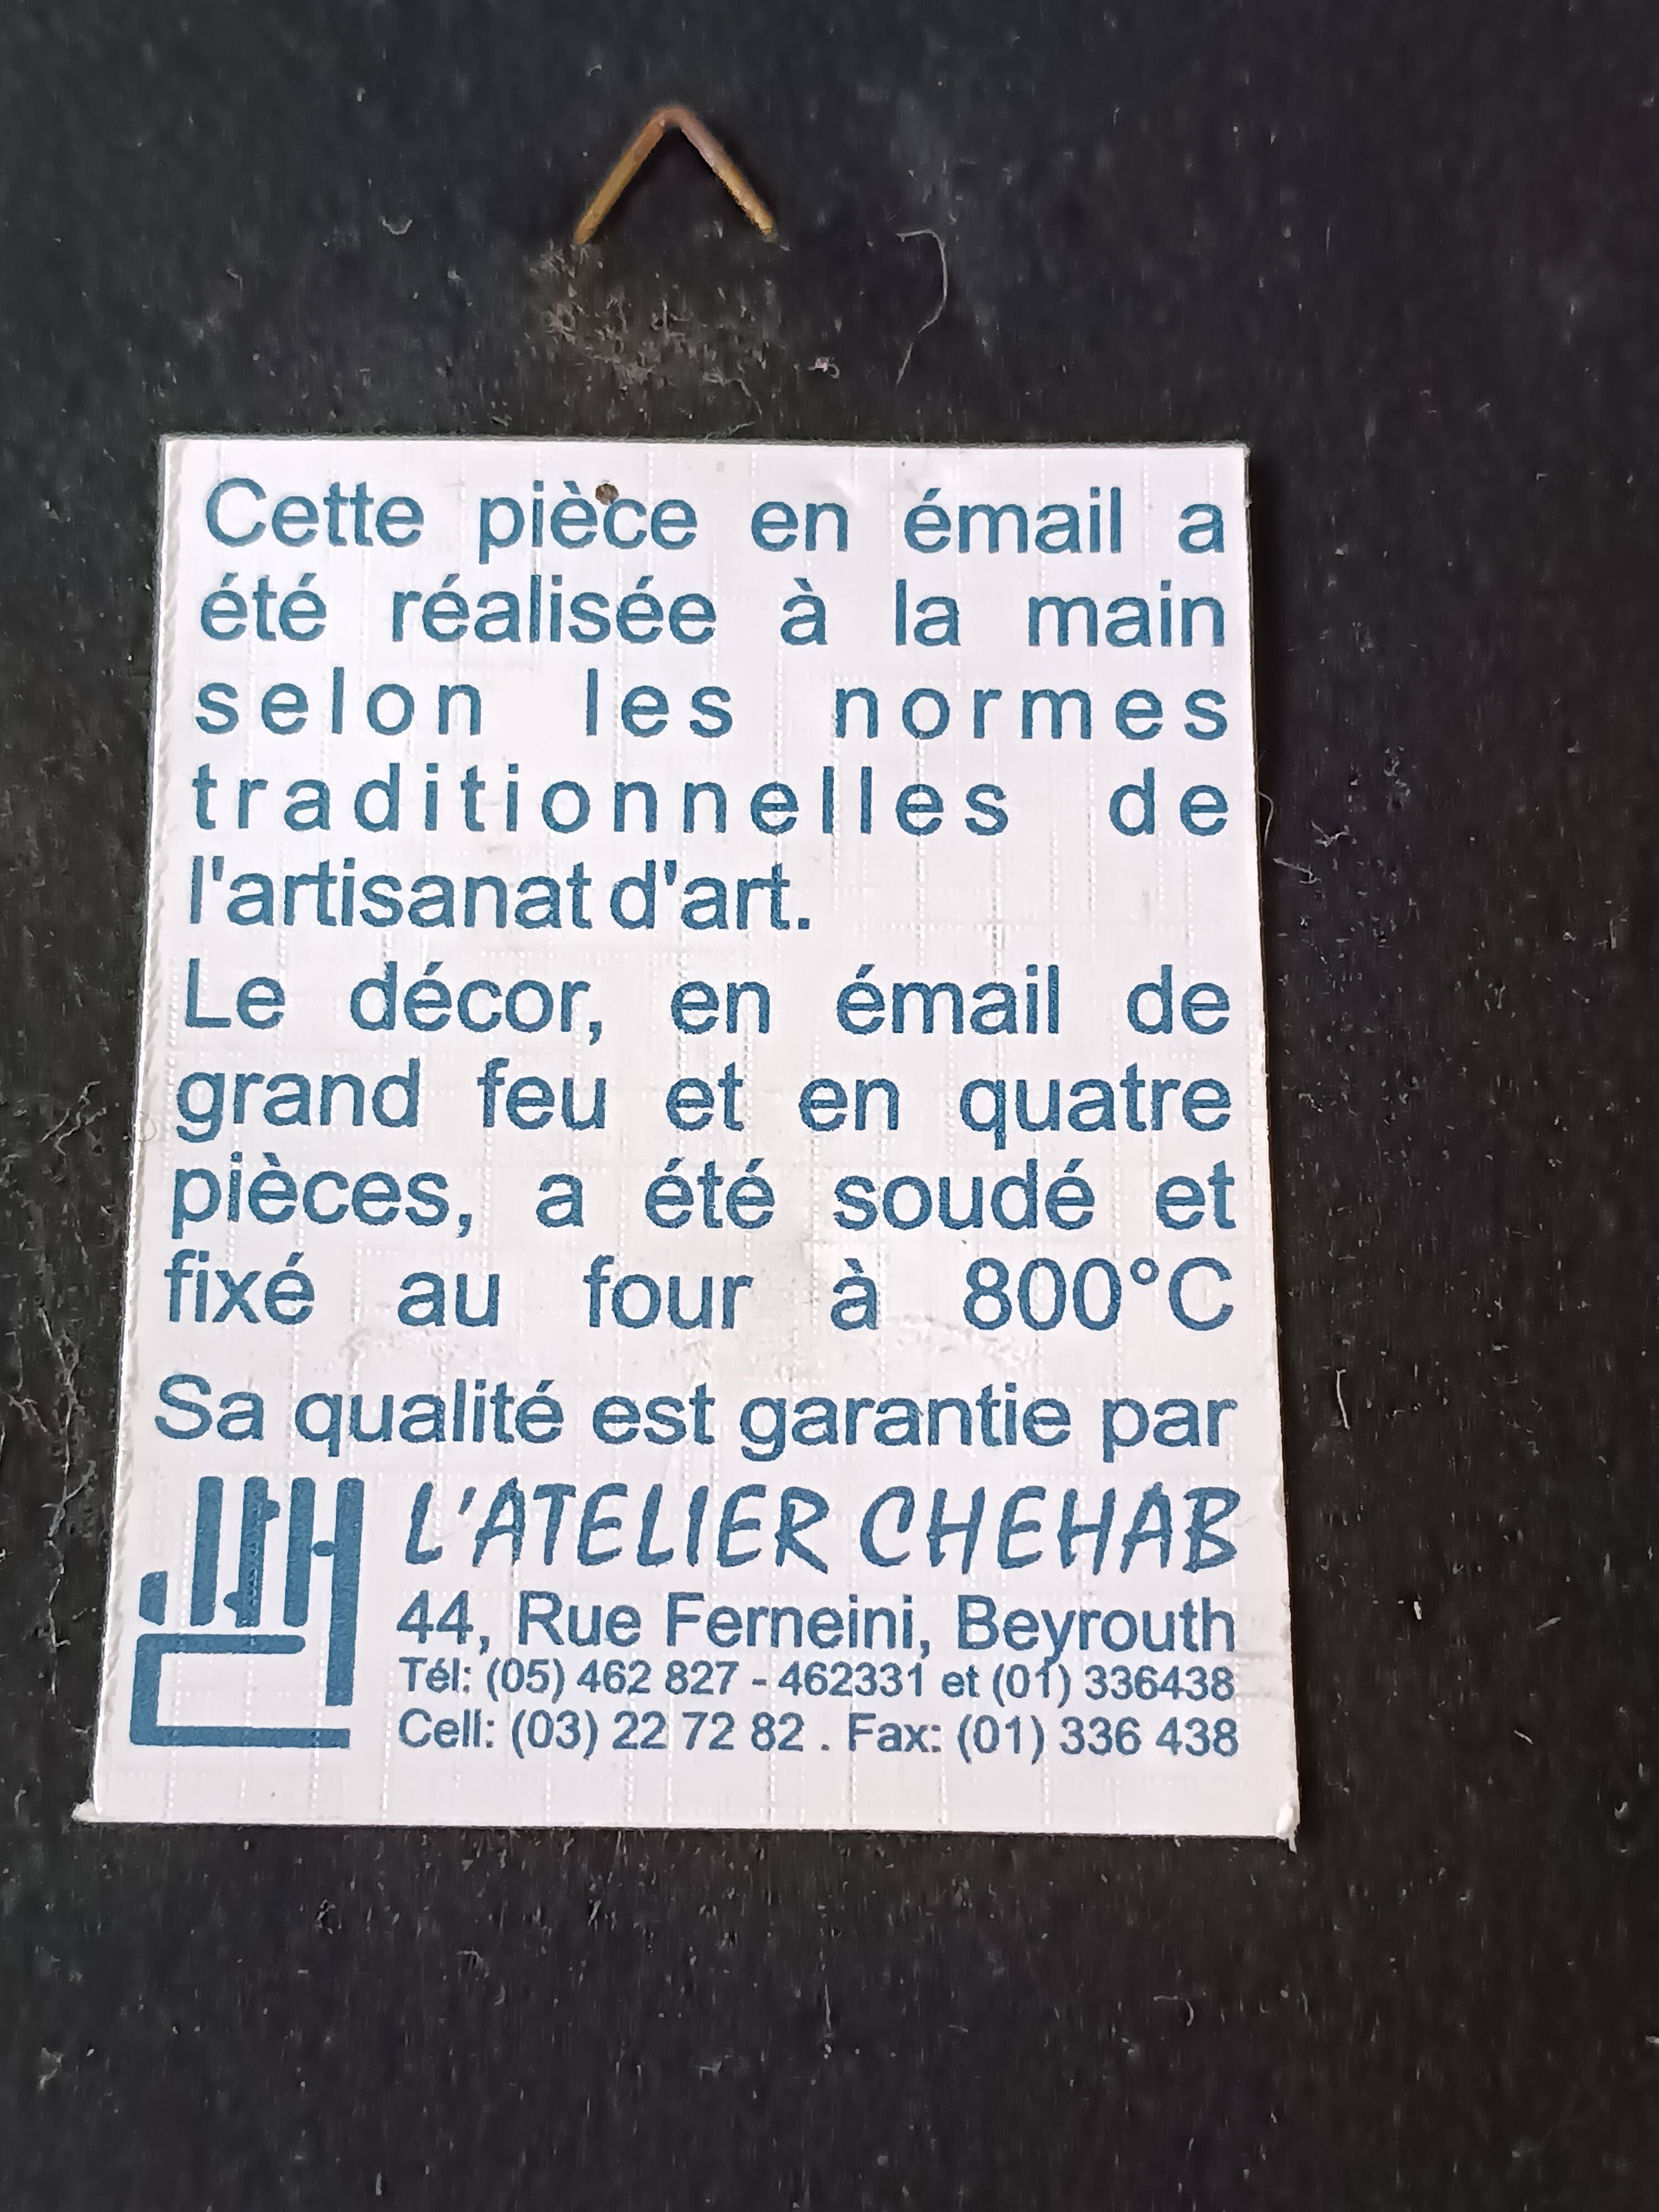 Cette pièce en émail a
été réalisée à la main
selon les normes
traditionnelles de
l'artisanat d'art.
Le décor, en émail de
grand feu et en quatre
pièces, a été soudé et
fixé au four à 800°C
Sa qualité est garantie par
L'ATELIER CHEHAB
44, Rue Ferneini, Beyrouth
Tél: (05) 462 827 - 462331 et (01) 336438
Cell: (03) 22 72 82 . Fax: (01) 336 438